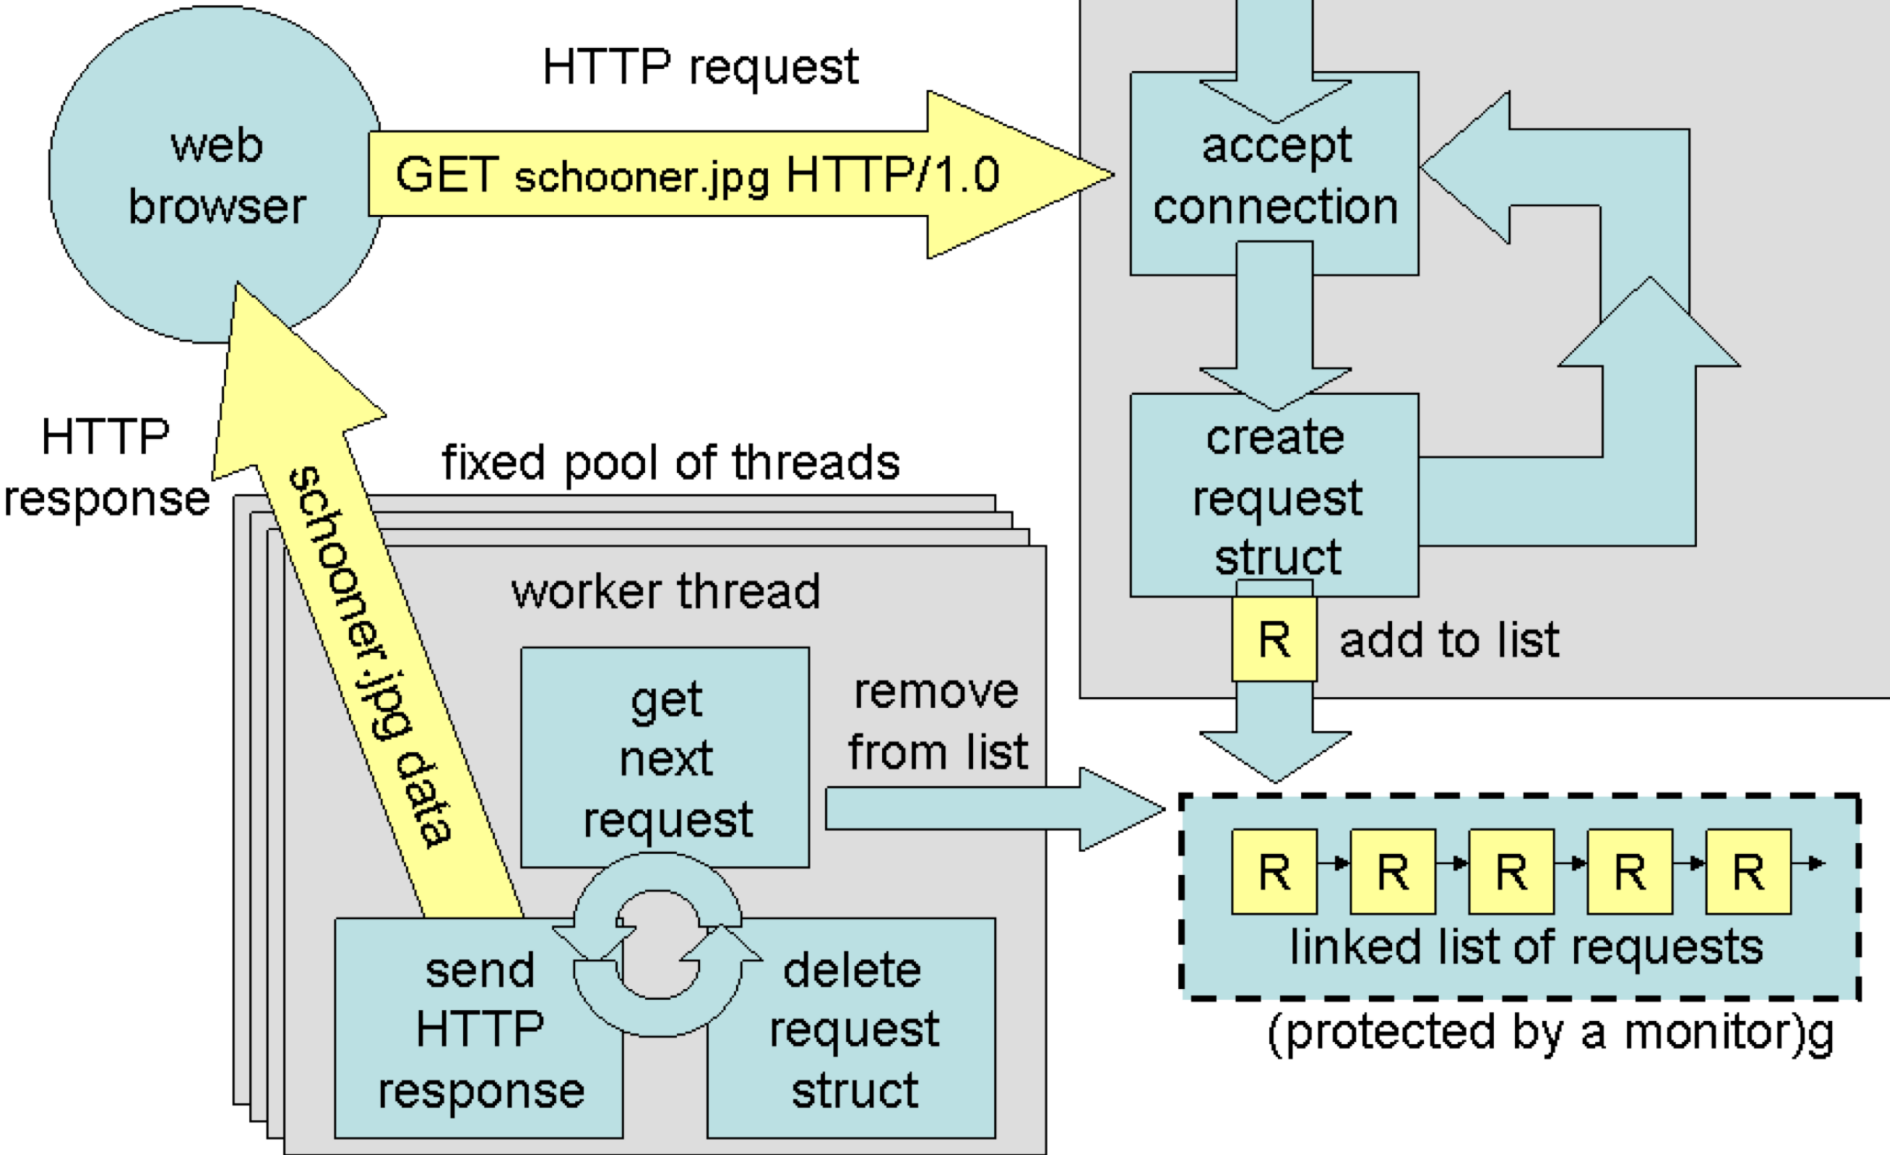 HTTP request
web
browser
GET schooner.jpg HTTP/1.0
accept
connection
HTTP
response
schooner.jpg data
create
request
struct
R
add to list
fixed pool of threads
worker thread
get
next
request
remove
from list
send
HTTP
response
delete
request
struct
R R R R R
linked list of requests
(protected by a monitor)g